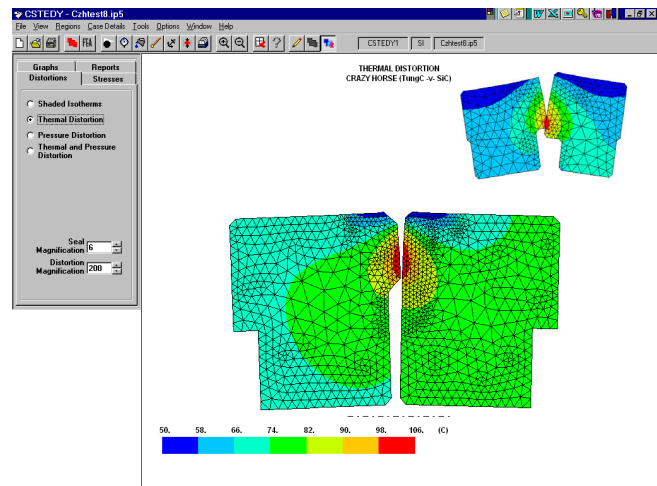 CSTEDY - Czhtest8.ip5
File View Regions Case Details Tools Options Window Help
FEA
CSTEDY1 SI Czhtest8.ip5
Graphs Reports
Distortions Stresses
Shaded Isotherms
Thermal Distortion
Pressure Distortion
Thermal and Pressure
Distortion
Seal
Magnification 6
Distortion
Magnification 200
THERMAL DISTORTION
CRAZY HORSE (TungC -v- SiC)
50. 58. 66. 74. 82. 90. 98. 106. (C)